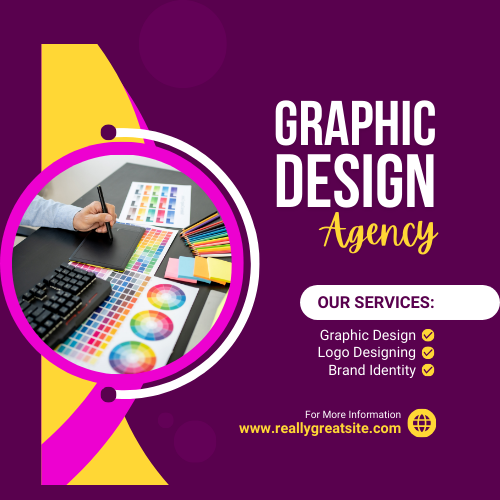 GRAPHIC
DESIGN
Agency
OUR SERVICES:
Graphic Design
Logo Designing
Brand Identity
For More Information
www.reallygreatsite.com